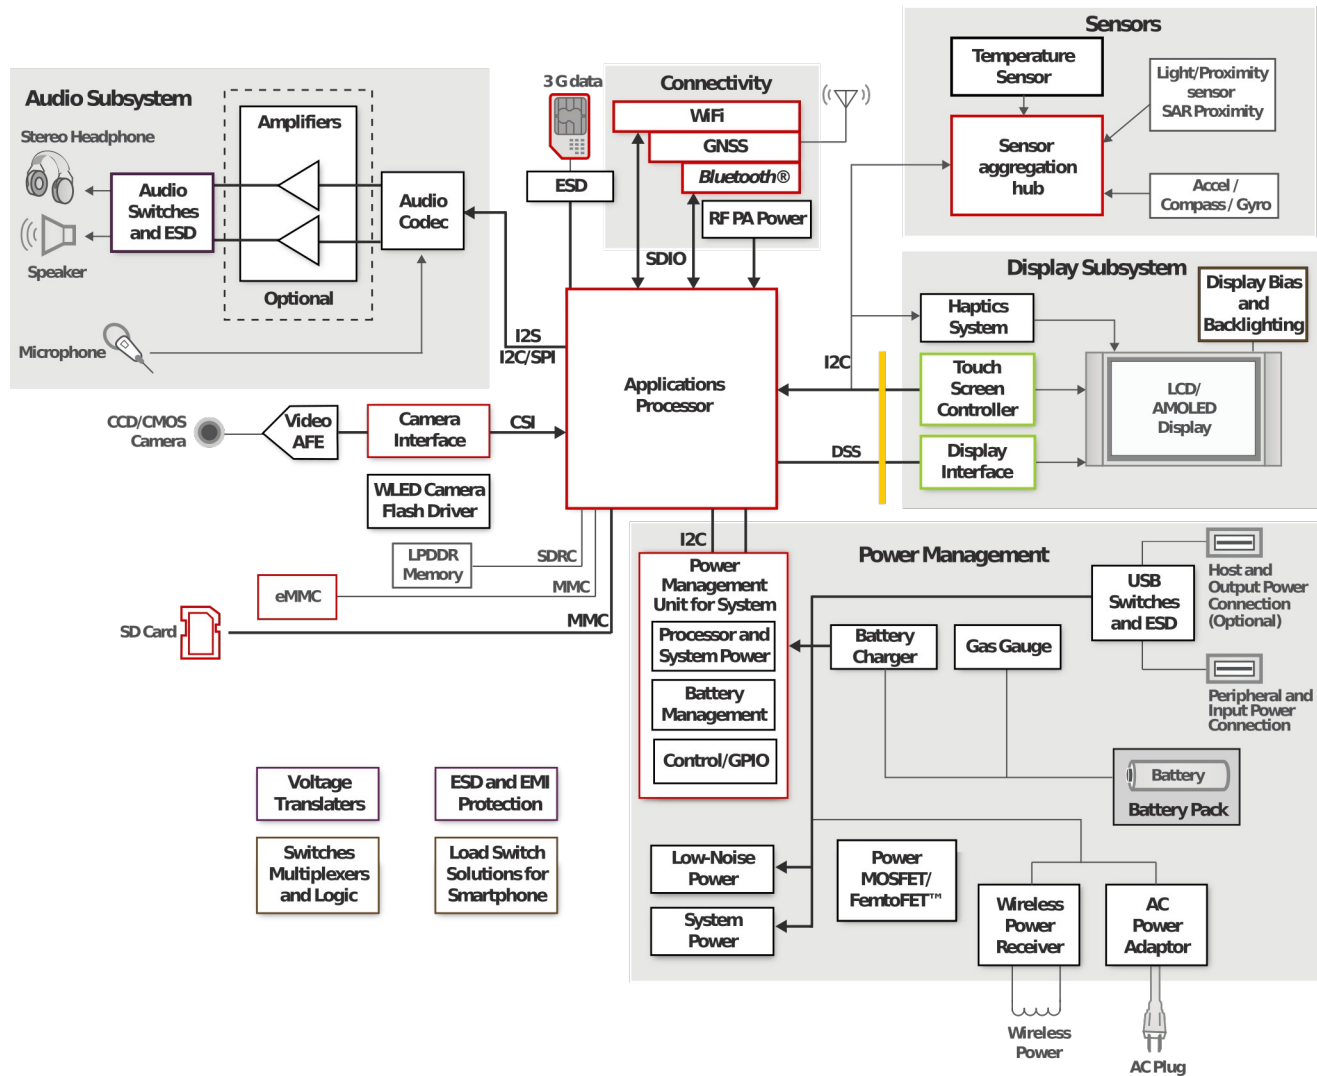 Sensors
Temperature
Sensor
Light/Proximity
sensor
SAR Proximity
Sensor
aggregation
hub
Accel /
Compass / Gyro
3 G data
Connectivity
WiFi
GNSS
Bluetooth®
RF PA Power
ESD
SDIO
Audio Subsystem
Stereo Headphone
Amplifiers
Audio
Switches
and ESD
Audio
Codec
Speaker
Optional
Microphone
I2S
I2C/SPI
Display Subsystem
Display Bias
and
Backlighting
Haptics
System
I2C
Touch
Screen
Controller
LCD/
AMOLED
Display
DSS
Display
Interface
Applications
Processor
CCD/CMOS
Camera
Video
AFE
Camera
Interface
CSI
WLED Camera
Flash Driver
LPDDR
Memory
SDRC
eMMC
MMC
SD Card
MMC
I2C
Power Management
Power
Management
Unit for System
Processor and
System Power
Battery
Management
Control/GPIO
Battery
Charger
Gas Gauge
USB
Switches
and ESD
Host and
Output Power
Connection
(Optional)
Peripheral and
Input Power
Connection
Battery
Battery Pack
Low-Noise
Power
System
Power
Power
MOSFET/
FemtoFET™
Wireless
Power
Receiver
AC
Power
Adaptor
Wireless
Power
AC Plug
Voltage
Translaters
ESD and EMI
Protection
Switches
Multiplexers
and Logic
Load Switch
Solutions for
Smartphone